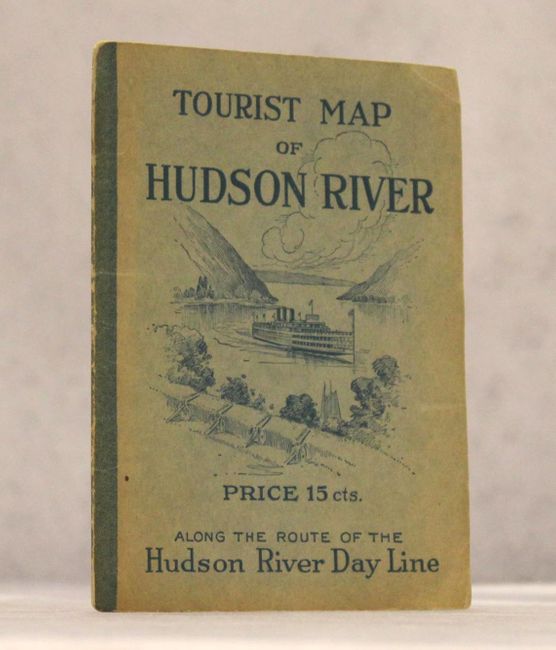 TOURIST MAP
OF
HUDSON RIVER
PRICE 15 cts.
ALONG THE ROUTE OF THE
Hudson River Day Line